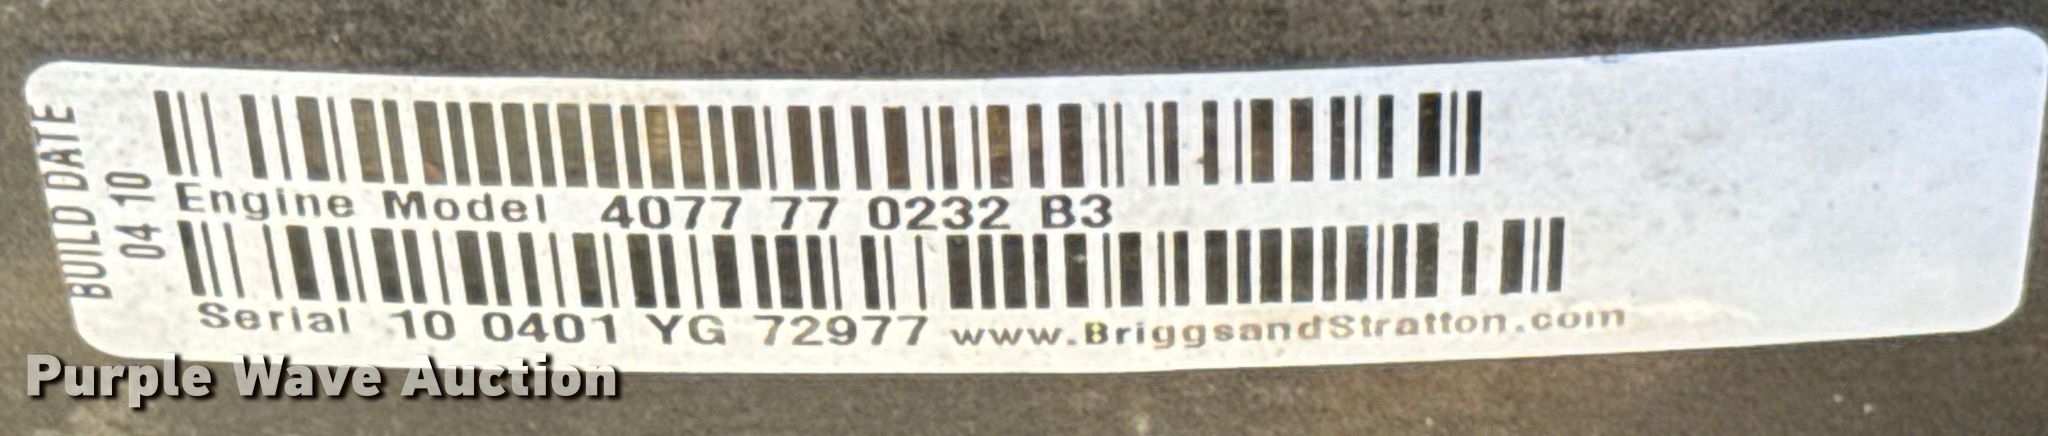 BUILD DATE
04 10
Engine Model 4077 77 0232 B3
Serial 10 0401 YG 72977 www.BriggsandStratton.com
Purple Wave Auction